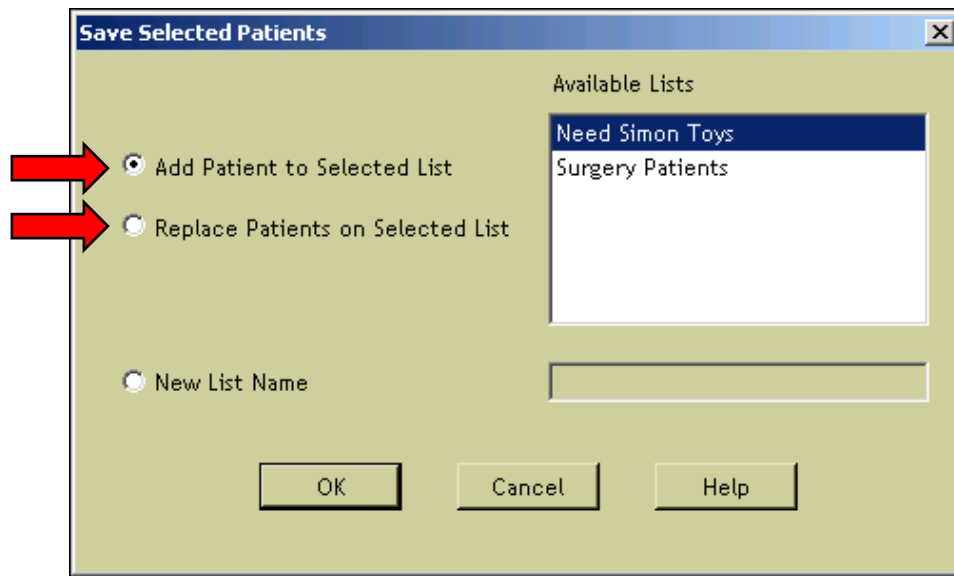 Save Selected Patients
Available Lists
Need Simon Toys
Surgery Patients
Add Patient to Selected List
Replace Patients on Selected List
New List Name
OK
Cancel
Help